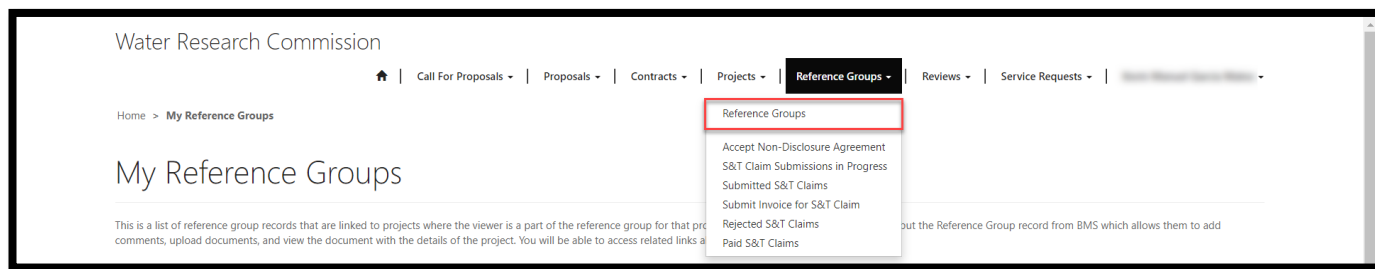 Water Research Commission
Call For Proposals
Proposals
Contracts
Projects
Reference Groups
Reviews
Service Requests
Home > My Reference Groups
Reference Groups
Accept Non-Disclosure Agreement
S&T Claim Submissions in Progress
Submitted S&T Claims
Submit Invoice for S&T Claim
Rejected S&T Claims
Paid S&T Claims
My Reference Groups
This is a list of reference group records that are linked to projects where the viewer is a part of the reference group for that out the Reference Group record from BMS which allows them to add
comments, upload documents, and view the document with the details of the project. You will be able to access related links